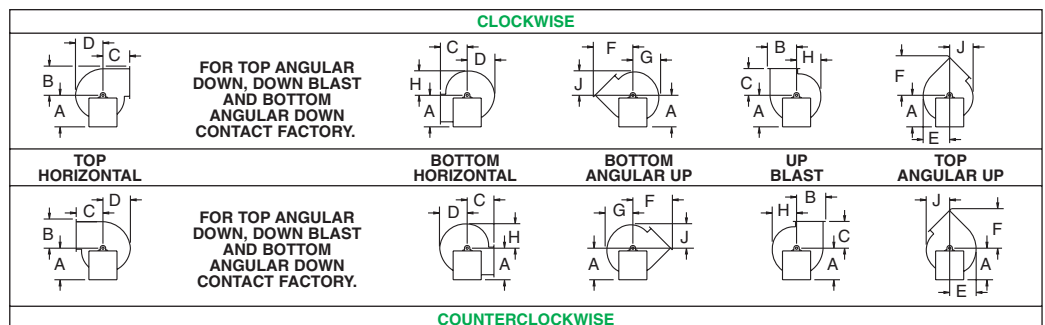 CLOCKWISE
D
C
B
A
FOR TOP ANGULAR
DOWN, DOWN BLAST
AND BOTTOM
ANGULAR DOWN
CONTACT FACTORY.
C
D
H
A
F
G
J
A
B
H
C
A
J
F
A
E
TOP
HORIZONTAL
BOTTOM
HORIZONTAL
BOTTOM
ANGULAR UP
UP
BLAST
TOP
ANGULAR UP
D
C
B
A
FOR TOP ANGULAR
DOWN, DOWN BLAST
AND BOTTOM
ANGULAR DOWN
CONTACT FACTORY.
C
D
H
A
F
G
J
A
B
H
C
A
J
F
A
E
COUNTERCLOCKWISE